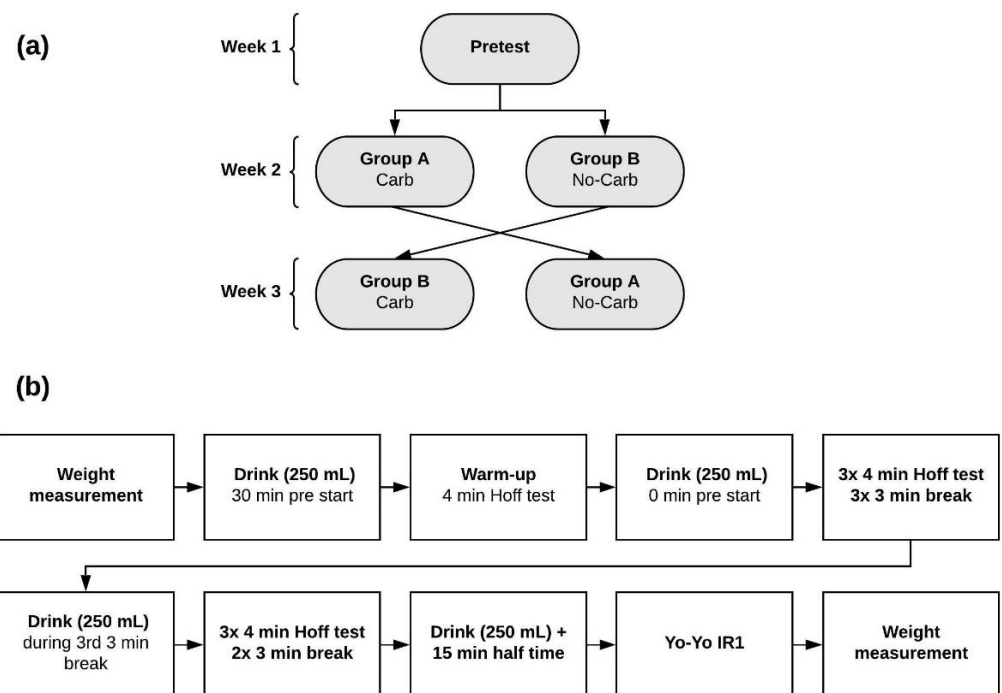 (a)
Week 1
Pretest
Week 2
Group A
Carb
Group B
No-Carb
Week 3
Group B
Carb
Group A
No-Carb
(b)
Weight
measurement
Drink (250 mL)
30 min pre start
Warm-up
4 min Hoff test
Drink (250 mL)
0 min pre start
3x 4 min Hoff test
3x 3 min break
Drink (250 mL)
during 3rd 3 min
break
3x 4 min Hoff test
2x 3 min break
Drink (250 mL) +
15 min half time
Yo-Yo IR1
Weight
measurement